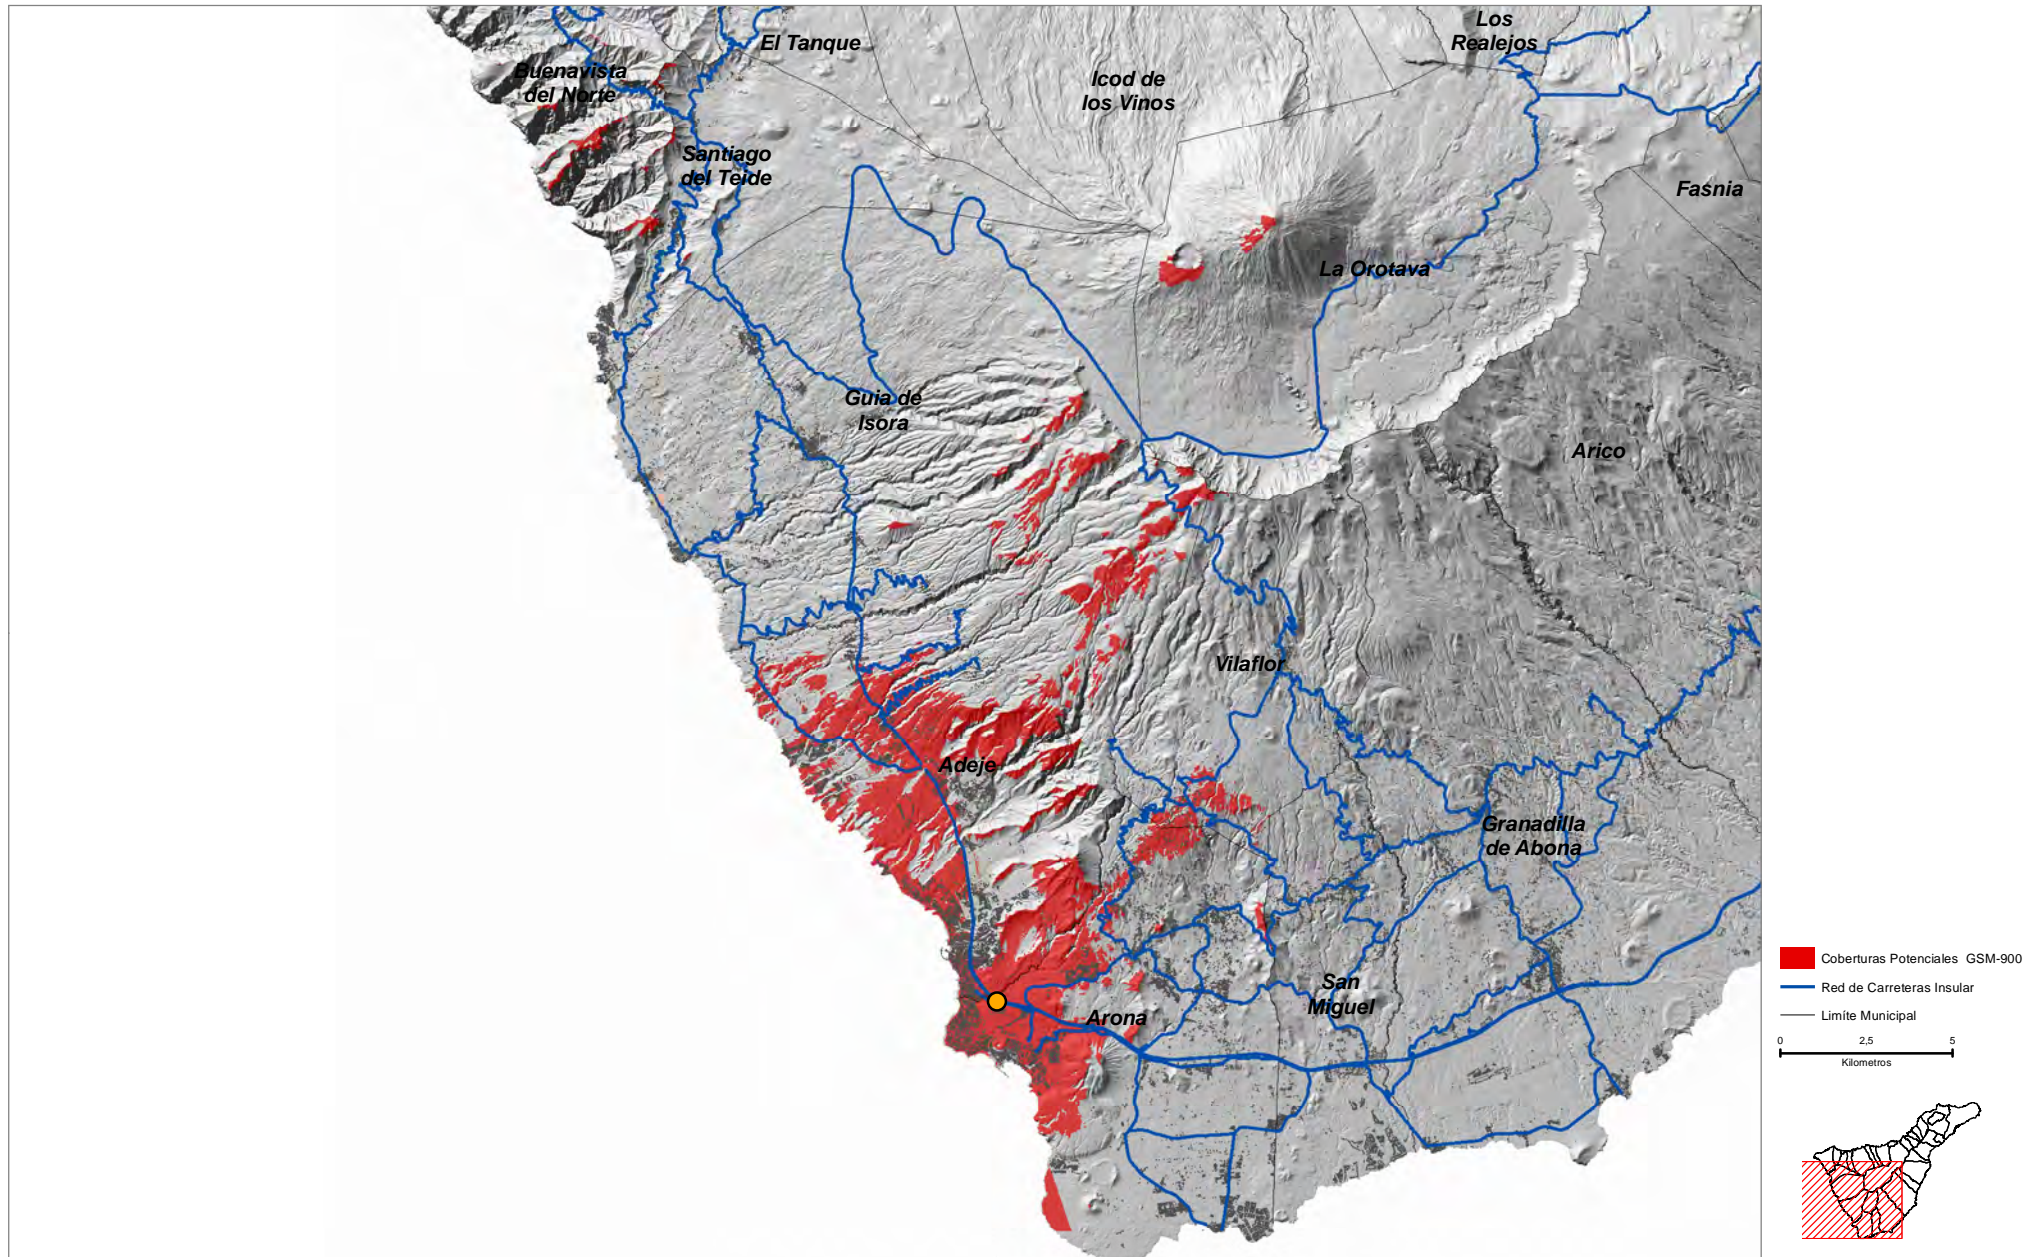 Los
Realejos
El Tanque
Buenavista
del Norte
Icod de
los Vinos
Santiago
del Teide
Fasnia
La Orotava
Guia de
Isora
Arico
Vilaflor
Adeje
Granadilla
de Abona
San
Miguel
Arona
Coberturas Potenciales GSM-900
Red de Carreteras Insular
Limíte Municipal
0 2,5 5
Kilometros